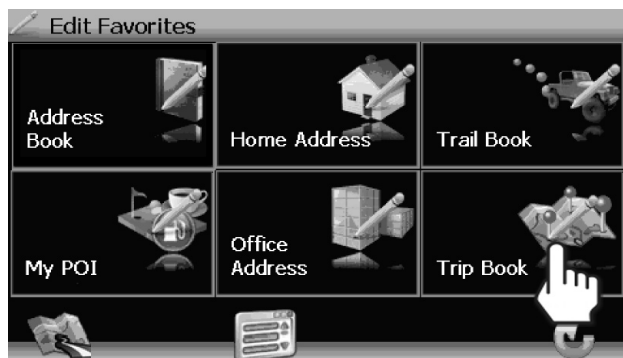 Edit Favorites
Address
Book
Home Address
Trail Book
My POI
Office
Address
Trip Book